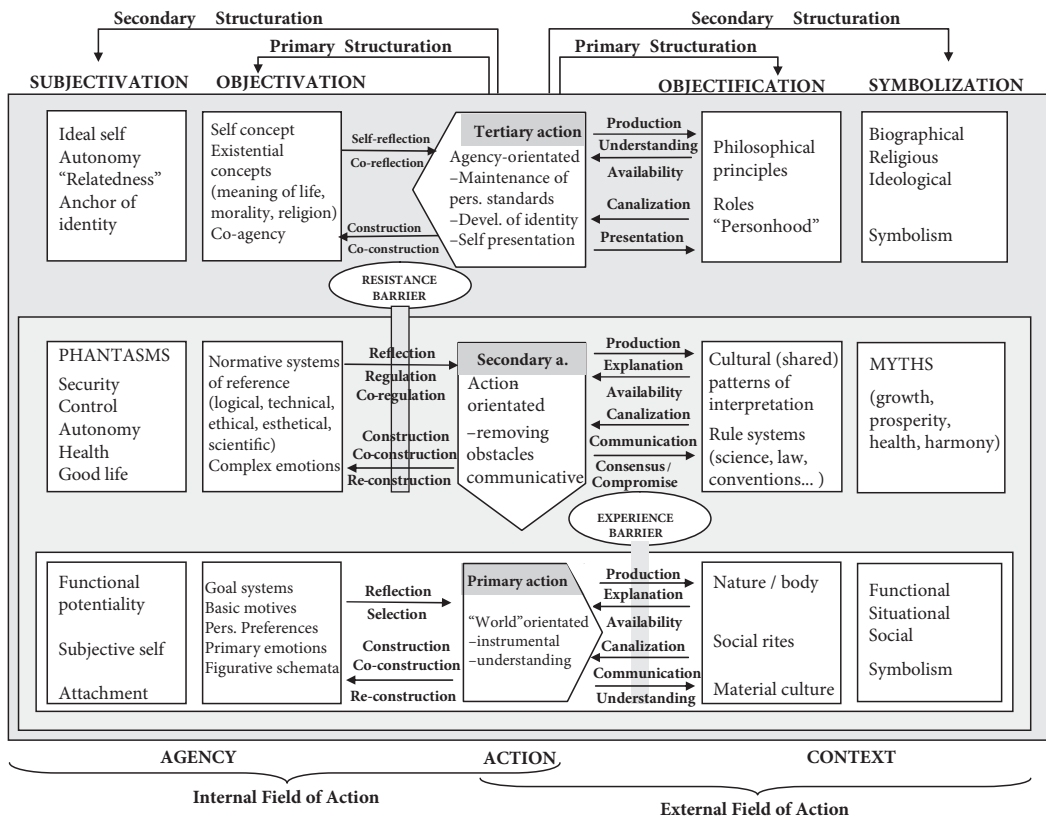 Secondary Structuration
Secondary Structuration
Primary Structuration
Primary Structuration
SUBJECTIVATION
OBJECTIVATION
OBJECTIFICATION
SYMBOLIZATION
Ideal self
Autonomy
“Relatedness”
Anchor of
identity
Self concept
Existential
concepts
(meaning of life,
morality, religion)
Co-agency
Self-reflection
Co-reflection
Construction
Co-construction
Tertiary action
Agency-orientated
–Maintenance of
pers. standards
–Devel. of identity
–Self presentation
Production
Understanding
Availability
Canalization
Presentation
Philosophical
principles
Roles
“Personhood”
Biographical
Religious
Ideological
Symbolism
RESISTANCE
BARRIER
PHANTASMS
Security
Control
Autonomy
Health
Good life
Normative systems
of reference
(logical, technical,
ethical, esthetical,
scientific)
Complex emotions
Reflection
Regulation
Co-regulation
Construction
Co-construction
Re-construction
Secondary a.
Action-
orientated
–removing
obstacles
communicative
Production
Explanation
Availability
Canalization
Communication
Consensus/
Compromise
Cultural (shared)
patterns of
interpretation
Rule systems
(science, law,
conventions... )
MYTHS
(growth,
prosperity,
health, harmony)
EXPERIENCE
BARRIER
Functional
potentiality
Subjective self
Attachment
Goal systems
Basic motives
Pers. Preferences
Primary emotions
Figurative schemata
Reflection
Selection
Construction
Co-construction
Re-construction
Primary action
“World”orientated
–instrumental
–understanding
Production
Explanation
Availability
Canalization
Communication
Understanding
Nature / body
Social rites
Material culture
Functional
Situational
Social
Symbolism
AGENCY
ACTION
CONTEXT
Internal Field of Action
External Field of Action